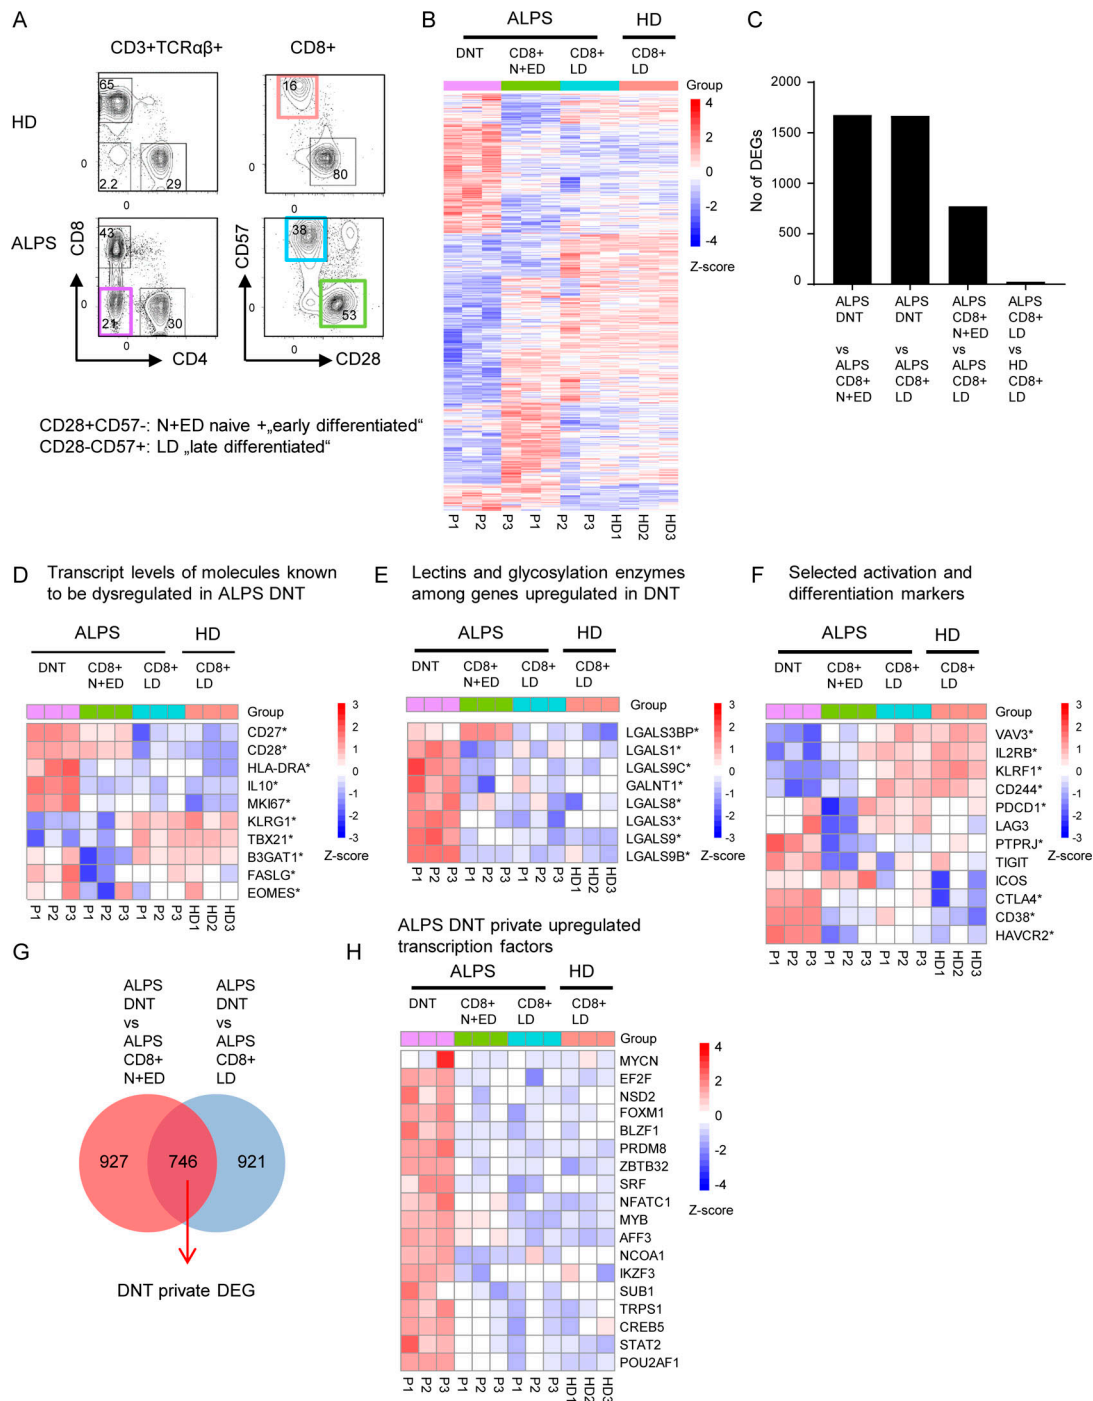 A
CD3+TCRαβ+
CD8+
HD
65
0
2.2
29
0
16
0
80
0
ALPS
CD8
43
0
21
30
0
CD4
CD57
38
0
53
0
CD28
CD28+CD57-: N+ED naive +„early differentiated“
CD28-CD57+: LD „late differentiated“
B
ALPS
HD
DNT
CD8+
N+ED
CD8+
LD
CD8+
LD
Group
4
2
0
-2
-4
Z-score
P1
P2
P3
P1
P2
P3
HD1
HD2
HD3
C
No of DEGs
2000
1500
1000
500
0
ALPS
DNT
vs
ALPS
CD8+
N+ED
ALPS
DNT
vs
ALPS
CD8+
LD
ALPS
CD8+
N+ED
vs
ALPS
CD8+
LD
ALPS
CD8+
LD
vs
HD
CD8+
LD
D
Transcript levels of molecules known
to be dysregulated in ALPS DNT
ALPS
HD
DNT
CD8+
N+ED
CD8+
LD
CD8+
LD
Group
CD27*
CD28*
HLA-DRA*
IL10*
MKI67*
KLRG1*
TBX21*
B3GAT1*
FASLG*
EOMES*
3
2
1
0
-1
-2
-3
Z-score
P1
P2
P3
P1
P2
P3
P1
P2
P3
HD1
HD2
HD3
E
Lectins and glycosylation enzymes
among genes upregulated in DNT
ALPS
HD
DNT
CD8+
N+ED
CD8+
LD
CD8+
LD
Group
LGALS3BP*
LGALS1*
LGALS9C*
GALNT1*
LGALS8*
LGALS3*
LGALS9*
LGALS9B*
3
2
1
0
-1
-2
-3
Z-score
P1
P2
P3
P1
P2
P3
P1
P2
P3
HD1
HD2
HD3
F
Selected activation and
differentiation markers
ALPS
HD
DNT
CD8+
N+ED
CD8+
LD
CD8+
LD
Group
VAV3*
IL2RB*
KLRF1*
CD244*
PDCD1*
LAG3
PTPRJ*
TIGIT
ICOS
CTLA4*
CD38*
HAVCR2*
3
2
1
0
-1
-2
-3
Z-score
P1
P2
P3
P1
P2
P3
P1
P2
P3
HD1
HD2
HD3
G
ALPS
DNT
vs
ALPS
CD8+
N+ED
ALPS
DNT
vs
ALPS
CD8+
LD
927
746
921
DNT private DEG
H
ALPS DNT private upregulated
transcription factors
ALPS
HD
DNT
CD8+
N+ED
CD8+
LD
CD8+
LD
Group
MYCN
EF2F
NSD2
FOXM1
BLZF1
PRDM8
ZBTB32
SRF
NFATC1
MYB
AFF3
NCOA1
IKZF3
SUB1
TRPS1
CREB5
STAT2
POU2AF1
4
2
0
-2
-4
Z-score
P1
P2
P3
P1
P2
P3
P1
P2
P3
HD1
HD2
HD3